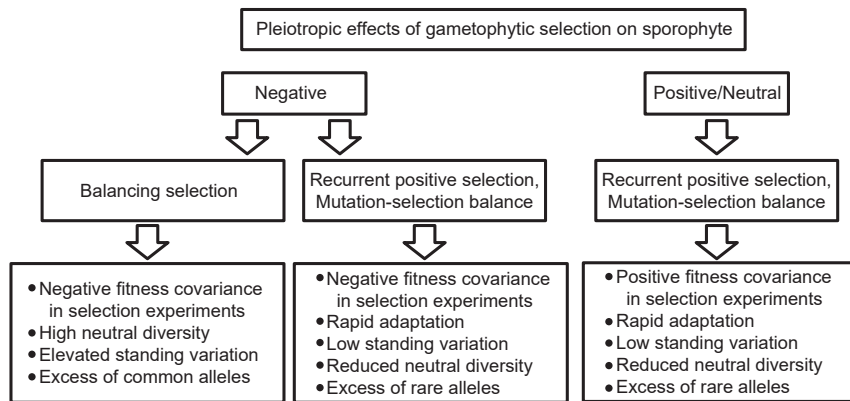 Pleiotropic effects of gametophytic selection on sporophyte
Negative
Positive/Neutral
Balancing selection
Recurrent positive selection,
Mutation-selection balance
Recurrent positive selection,
Mutation-selection balance
•Negative fitness covariance
in selection experiments
•High neutral diversity
•Elevated standing variation
•Excess of common alleles
•Negative fitness covariance
in selection experiments
•Rapid adaptation
•Low standing variation
•Reduced neutral diversity
•Excess of rare alleles
•Positive fitness covariance
in selection experiments
•Rapid adaptation
•Low standing variation
•Reduced neutral diversity
•Excess of rare alleles